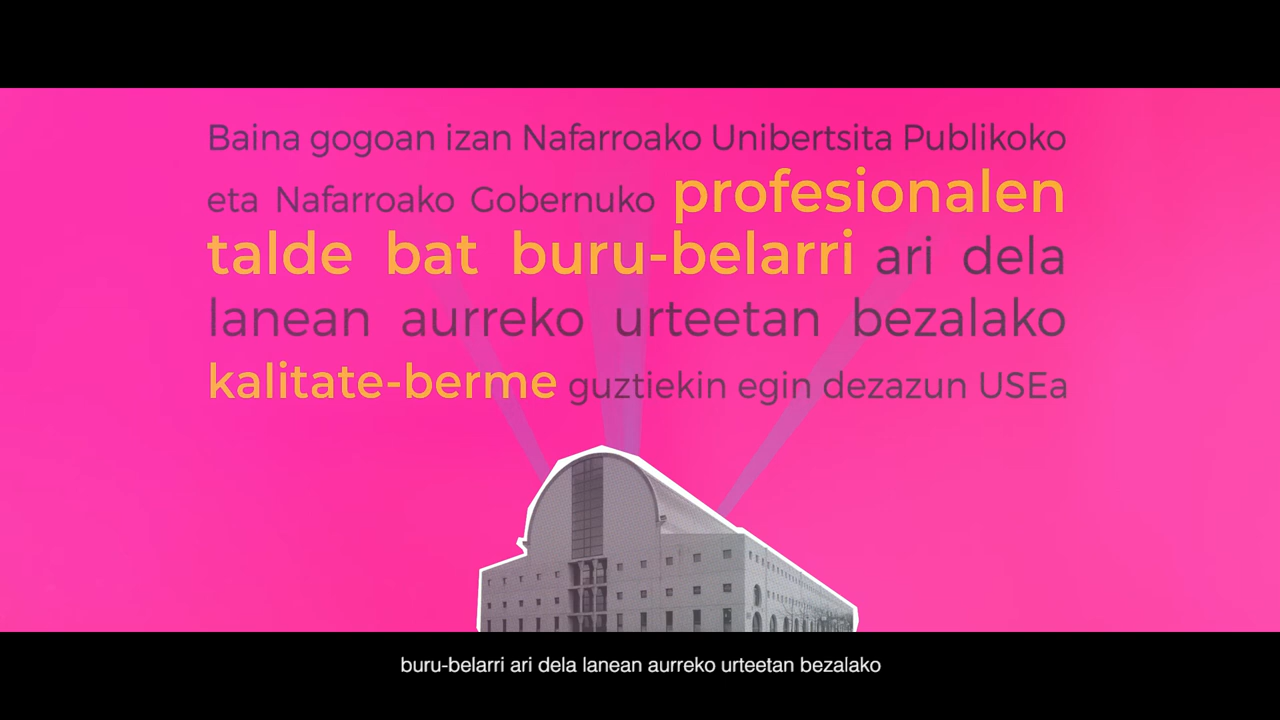 Baina gogoan izan Nafarroako Unibertsita Publikoko
eta Nafarroako Gobernuko profesionalen
talde bat buru-belarri ari dela
lanean aurreko urteetan bezalako
kalitate-berme guztiekin egin dezazun USEa
buru-belarri ari dela lanean aurreko urteetan bezalako